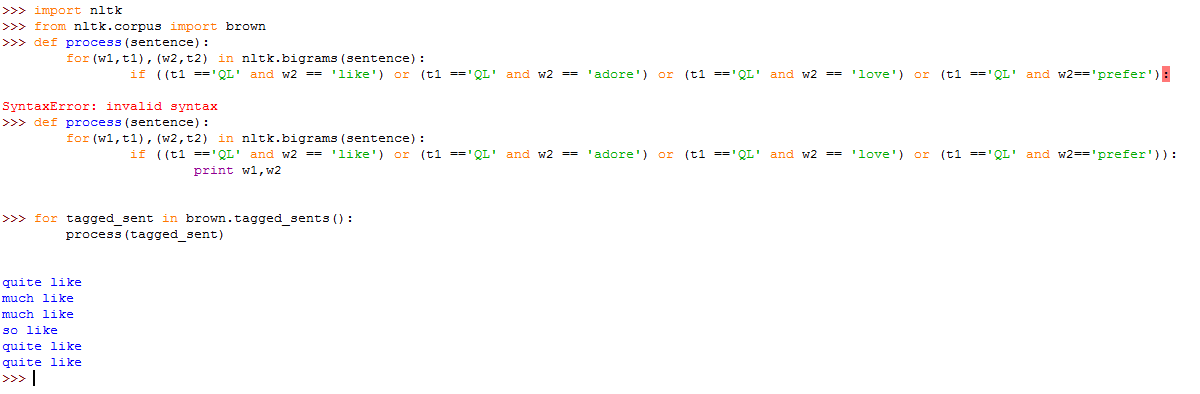 >>> import nltk
>>> from nltk.corpus import brown
>>> def process(sentence):
        for(w1,t1),(w2,t2) in nltk.bigrams(sentence):
                if ((t1 =='QL' and w2 == 'like') or (t1 =='QL' and w2 == 'adore') or (t1 =='QL' and w2 == 'love') or (t1 =='QL' and w2=='prefer'):
SyntaxError: invalid syntax
>>> def process(sentence):
        for(w1,t1),(w2,t2) in nltk.bigrams(sentence):
                if ((t1 =='QL' and w2 == 'like') or (t1 =='QL' and w2 == 'adore') or (t1 =='QL' and w2 == 'love') or (t1 =='QL' and w2=='prefer')):
                        print w1,w2
>>> for tagged_sent in brown.tagged_sents():
        process(tagged_sent)
quite like
much like
much like
so like
quite like
quite like
>>>